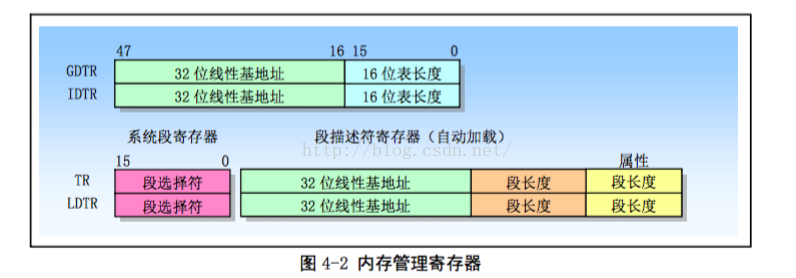 47 16 15 0
GDTR 32 位线性基地址 16 位表长度
IDTR 32 位线性基地址 16 位表长度
系统段寄存器 段描述符寄存器（自动加载）
http://blog.csdn.net/
15 0 属性
TR 段选择符 32 位线性基地址 段长度 段长度
LDTR 段选择符 32 位线性基地址 段长度 段长度
图 4-2 内存管理寄存器